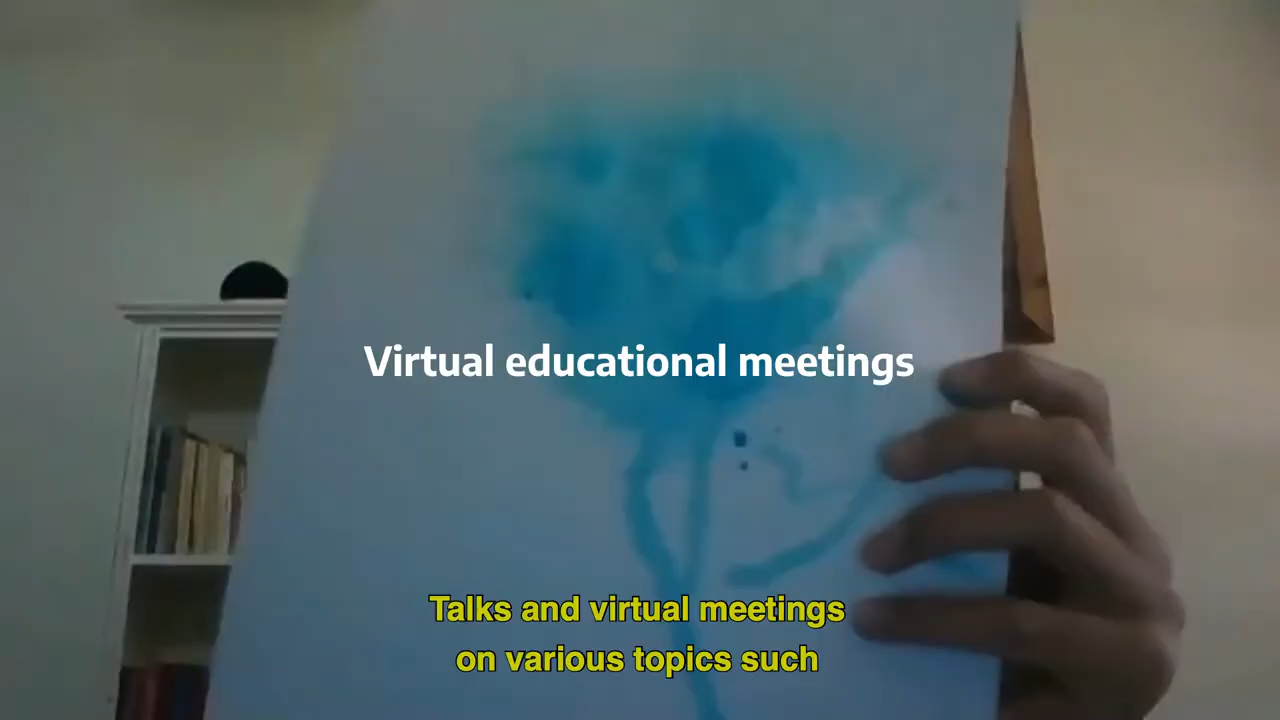 Virtual educational meetings
Talks and virtual meetings
on various topics such